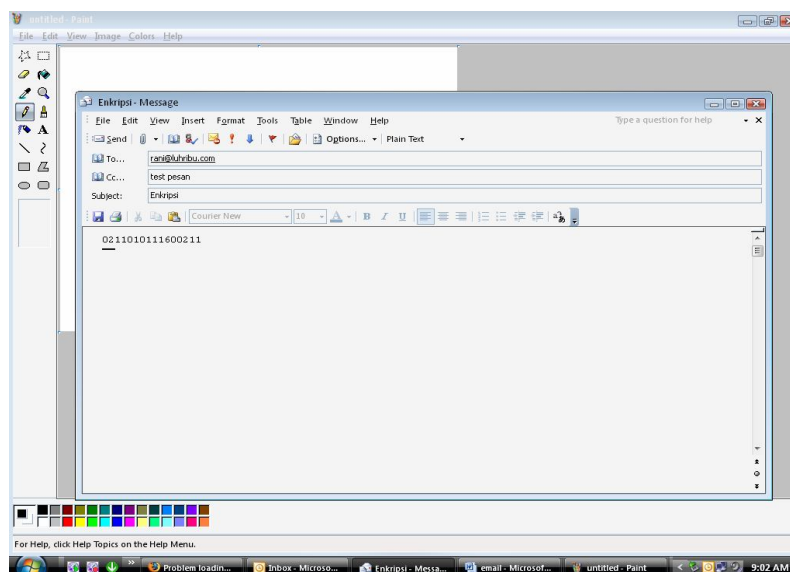 untitled - Paint
File Edit View Image Colors Help
Enkripsi - Message
File Edit View Insert Format Tools Table Window Help Type a question for help
Send Options... Plain Text
To... rani@luhribu.com
Cc... test pesan
Subject: Enkripsi
Courier New 10 A B I U
0211010111600211
For Help, click Help Topics on the Help Menu.
Problem loadin... Inbox - Microso... Enkripsi - Messa... email - Microsof... untitled - Paint 9:02 AM